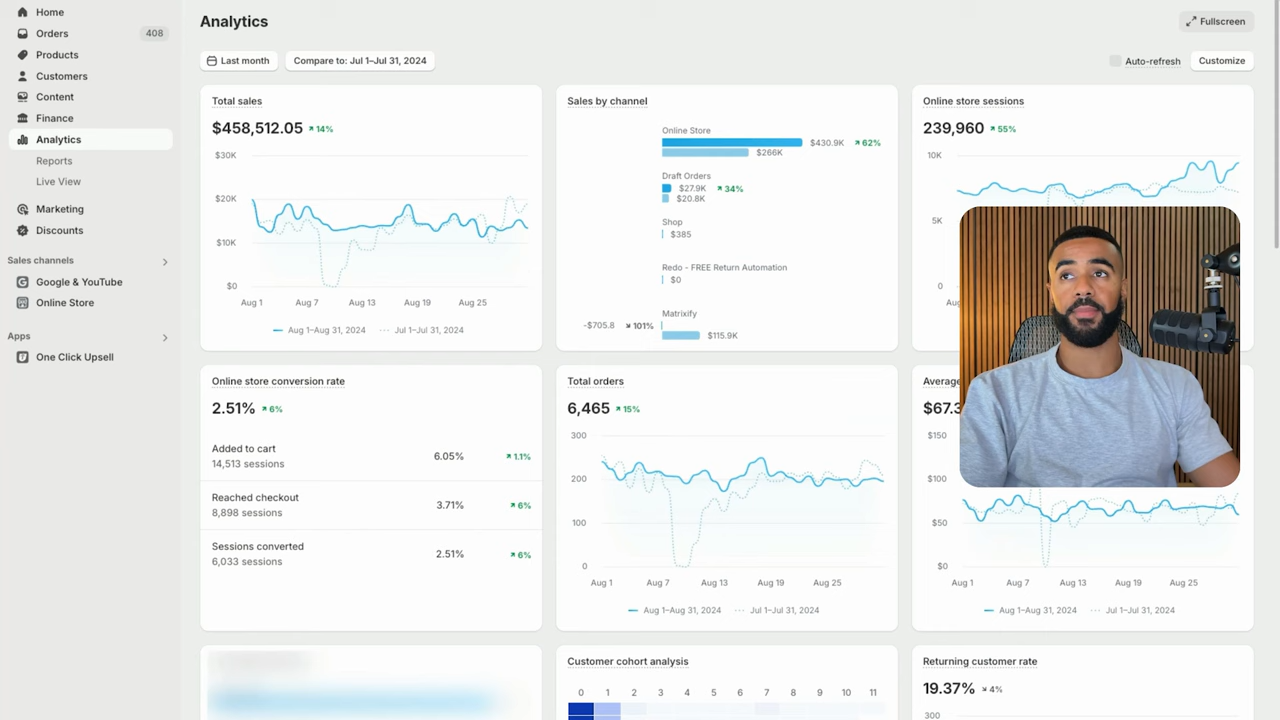 Home
Orders 408
Products
Customers
Content
Finance
Analytics
Reports
Live View
Marketing
Discounts
Sales channels
Google & YouTube
Online Store
Apps
One Click Upsell
Analytics
Fullscreen
Last month
Compare to: Jul 1–Jul 31, 2024
Auto-refresh
Customize
Total sales
$458,512.05 14%
$30K
$20K
$10K
$0
Aug 1 Aug 7 Aug 13 Aug 19 Aug 25
Aug 1–Aug 31, 2024 Jul 1–Jul 31, 2024
Sales by channel
Online Store
$430.9K 62%
$266K
Draft Orders
$27.9K 34%
$20.8K
Shop
$385
Redo - FREE Return Automation
$0
Matrixify
-$705.8 101%
$115.9K
Online store sessions
239,960 55%
10K
5K
0
Online store conversion rate
2.51% 6%
Added to cart
14,513 sessions
6.05% 1.1%
Reached checkout
8,898 sessions
3.71% 6%
Sessions converted
6,033 sessions
2.51% 6%
Total orders
6,465 15%
300
200
100
0
Aug 1 Aug 7 Aug 13 Aug 19 Aug 25
Aug 1–Aug 31, 2024 Jul 1–Jul 31, 2024
Average
$67.3
$150
$100
$50
$0
Aug 1 Aug 7 Aug 13 Aug 19 Aug 25
Aug 1–Aug 31, 2024 Jul 1–Jul 31, 2024
Customer cohort analysis
0 1 2 3 4 5 6 7 8 9 10 11
Returning customer rate
19.37% 4%
300